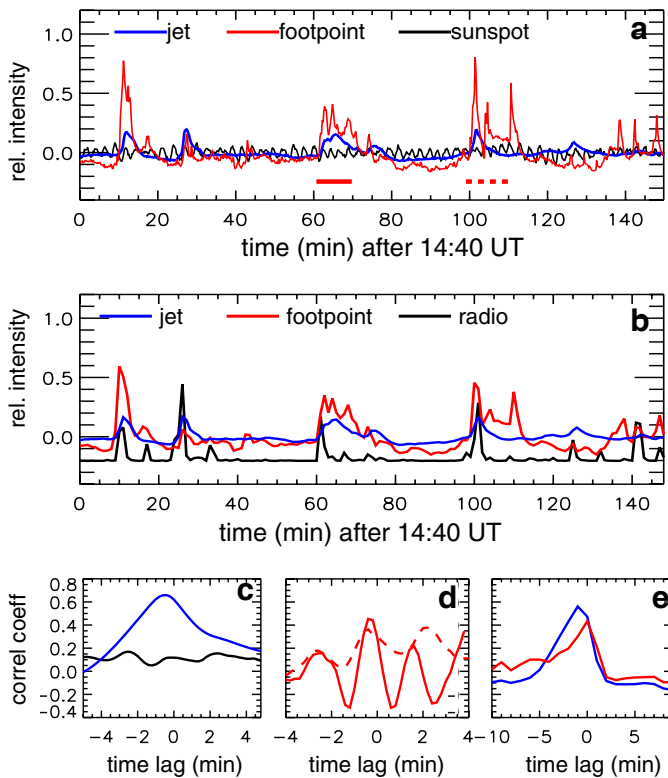 jet footpoint sunspot a
rel. intensity
1.0
0.5
0.0
0 20 40 60 80 100 120 140
time (min) after 14:40 UT
jet footpoint radio b
rel. intensity
1.0
0.5
0.0
0 20 40 60 80 100 120 140
time (min) after 14:40 UT
c d e
correl coeff
0.8
0.6
0.4
0.2
0.0
−0.2
−0.4
−4 −2 0 2 4
−4 −2 0 2 4
−10 −5 0 5
time lag (min) time lag (min) time lag (min)